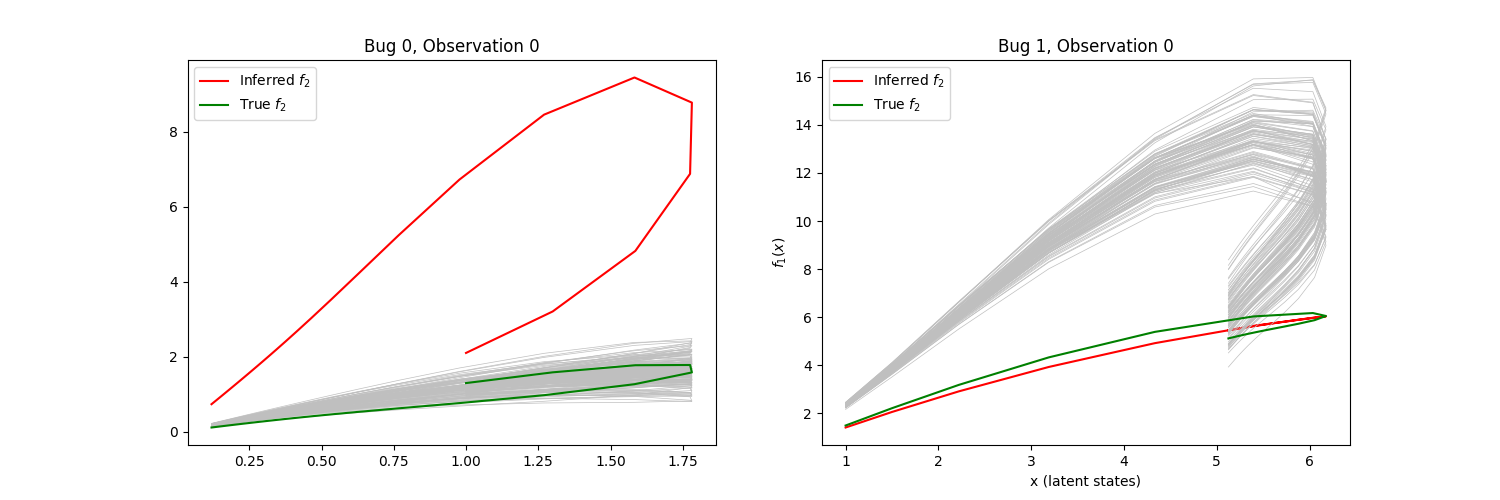 Bug 0, Observation 0
Inferred f₂
True f₂
8
6
4
2
0
0.25 0.50 0.75 1.00 1.25 1.50 1.75
Bug 1, Observation 0
Inferred f₂
True f₂
16
14
12
10
8
6
4
2
f₁(x)
1 2 3 4 5 6
x (latent states)